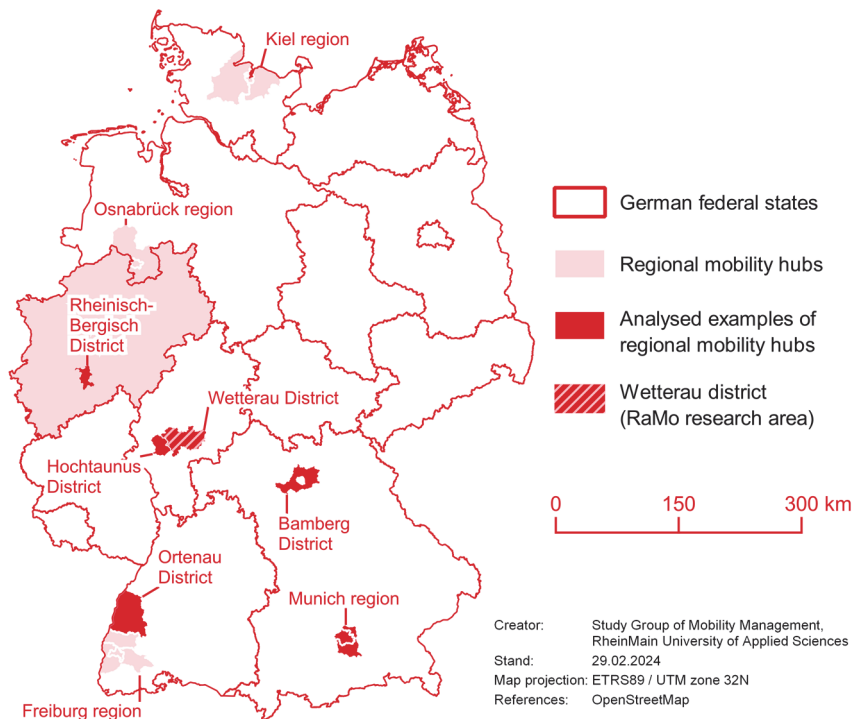 Kiel region
Osnabrück region
Rheinisch-
Bergisch
District
Wetterau District
Hochtaunus
District
Bamberg
District
Ortenau
District
Munich region
Freiburg region
German federal states
Regional mobility hubs
Analysed examples of
regional mobility hubs
Wetterau district
(RaMo research area)
0 150 300 km
Creator: Study Group of Mobility Management,
RheinMain University of Applied Sciences
Stand: 29.02.2024
Map projection: ETRS89 / UTM zone 32N
References: OpenStreetMap